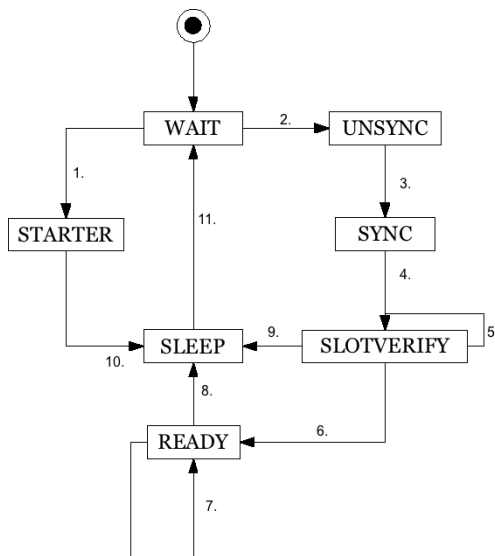 WAIT
2.
UNSYNC
1.
3.
STARTER
11.
SYNC
4.
10.
SLEEP
9.
SLOTVERIFY
5
8.
READY
6.
7.